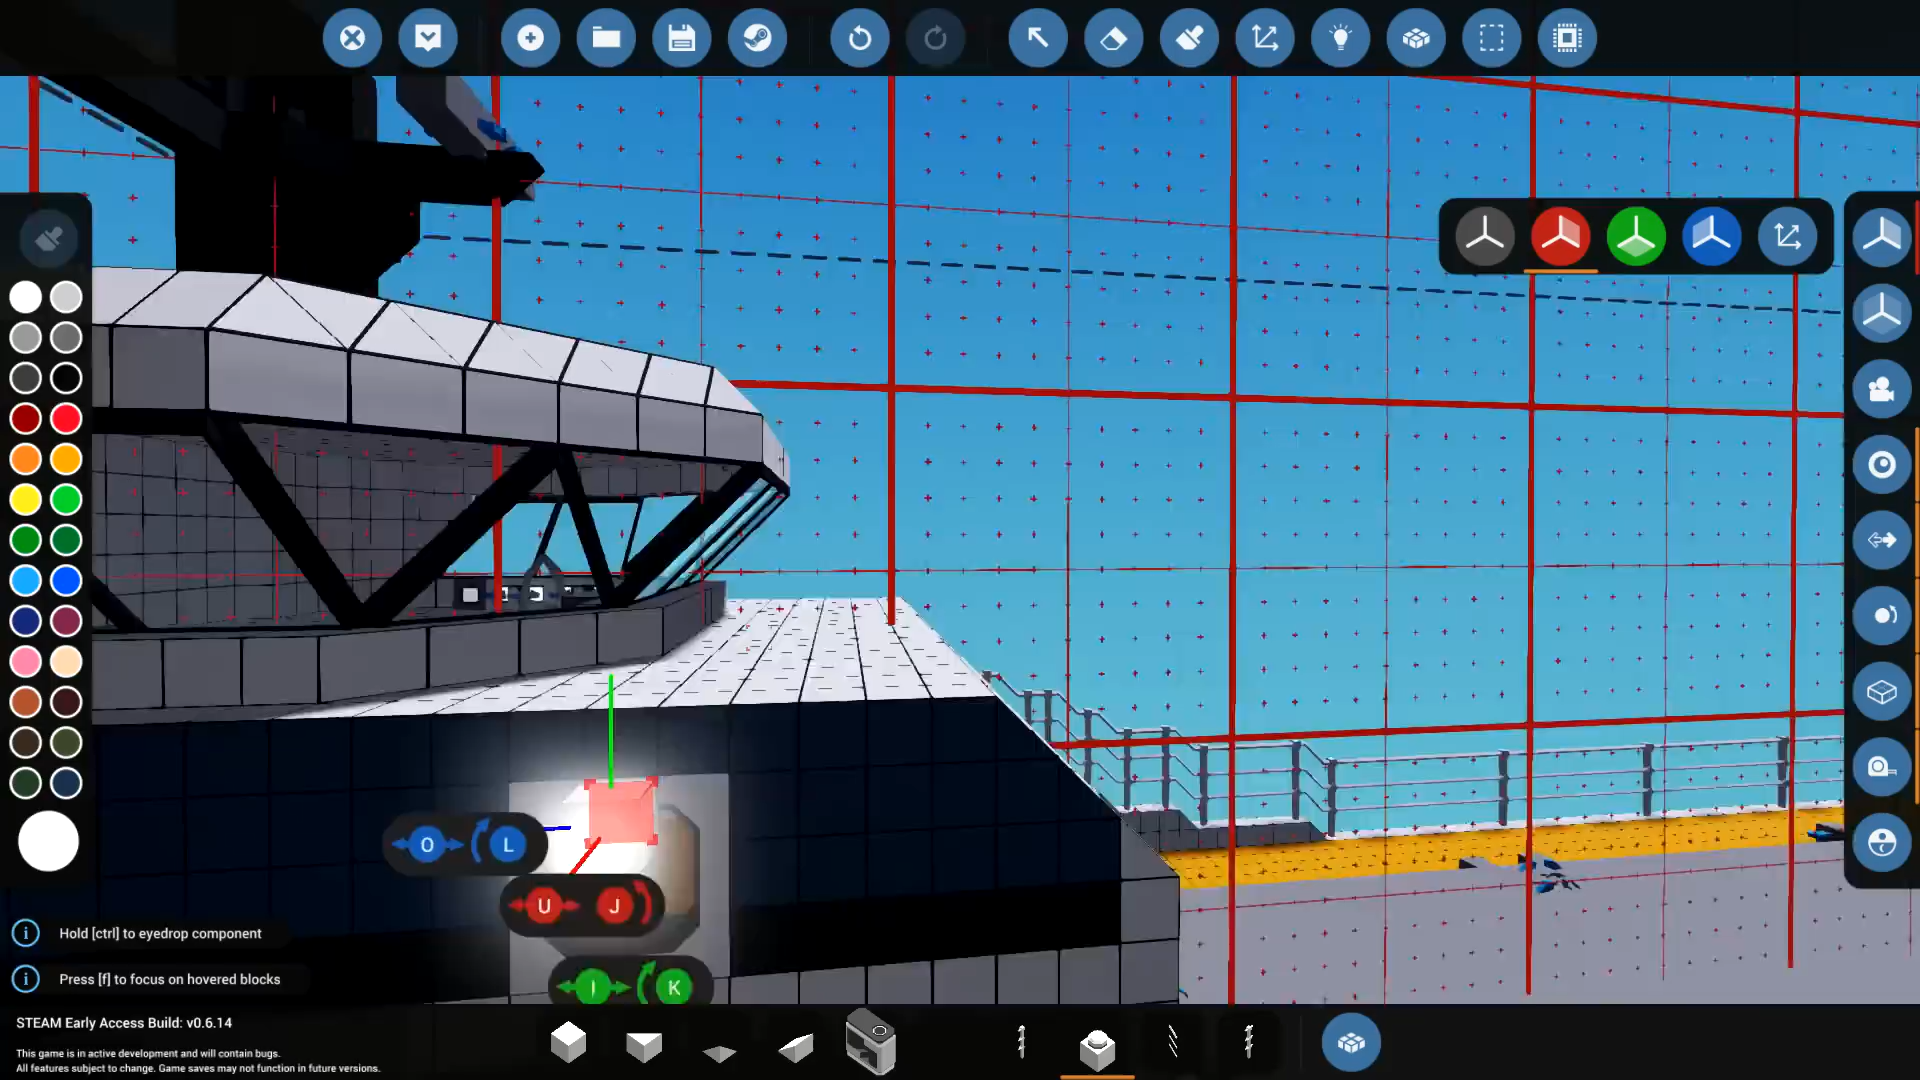 O
L
U
J
I
K
Hold [ctrl] to eyedrop component
Press [f] to focus on hovered blocks
STEAM Early Access Build: v0.6.14
This game is in active development and will contain bugs.
All features subject to change. Game saves may not function in future versions.